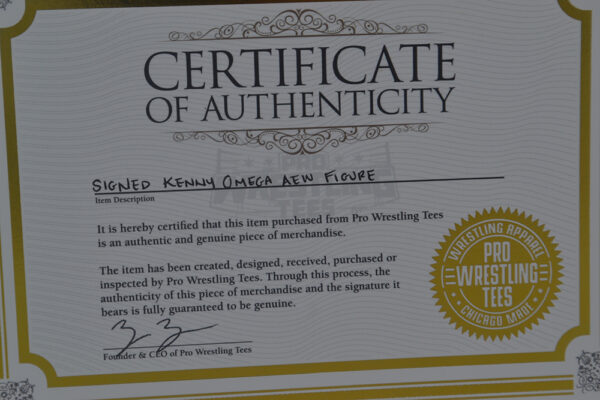 CERTIFICATE
OF AUTHENTICITY
PRO
WRESTLING
TEES
SIGNED KENNY OMEGA AEW FIGURE
Item Description
It is hereby certified that this item purchased from Pro Wrestling Tees
is an authentic and genuine piece of merchandise.
The item has been created, designed, received, purchased or
inspected by Pro Wrestling Tees. Through this process, the
authenticity of this piece of merchandise and the signature it
bears is fully guaranteed to be genuine.
Founder & CEO of Pro Wrestling Tees
WRESTLING APPAREL
PRO
WRESTLING
TEES
CHICAGO MADE